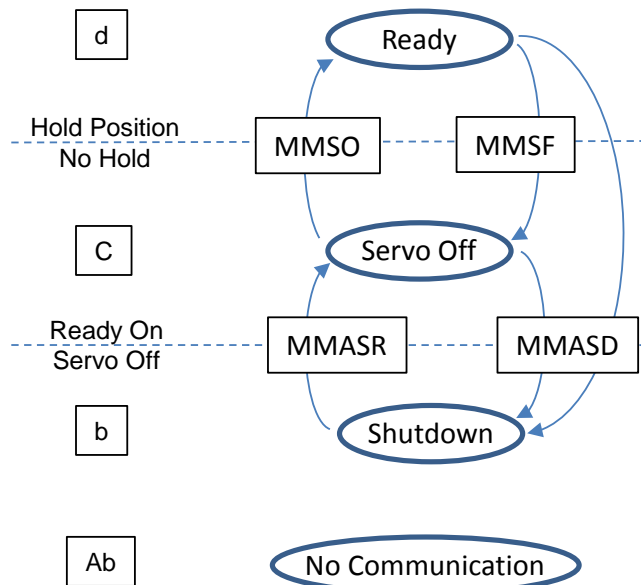 d
Ready
Hold Position
No Hold
MMSO
MMSF
C
Servo Off
Ready On
Servo Off
MMASR
MMASD
b
Shutdown
Ab
No Communication